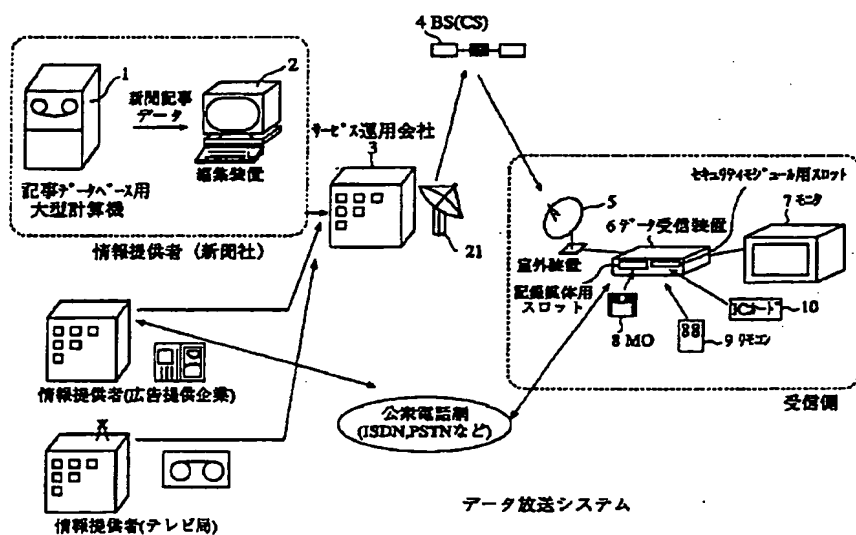 4 BS(CS)
1
2
新聞記事
データ
編集装置
記事データベース用
大型計算機
情報提供者 (新聞社)
サービス運用会社
3
21
セキュリティモジュール用スロット
7 モニタ
5
6 データ受信装置
室外装置
記録媒体用
スロット
8 MO
ICカード
10
9 リモコン
受信側
情報提供者(広告提供企業)
公衆電話網
(ISDN,PSTNなど)
情報提供者(テレビ局)
データ放送システム